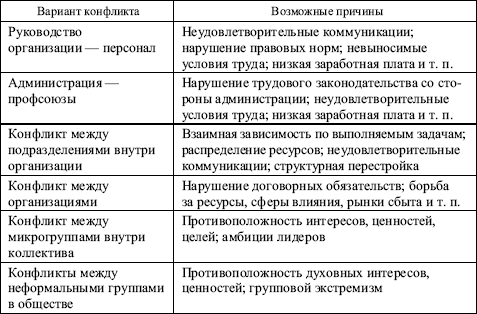 Вариант конфликта
Возможные причины
Руководство
организации — персонал
Неудовлетворительные коммуникации;
нарушение правовых норм; невыносимые
условия труда; низкая заработная плата и т. п.
Администрация —
профсоюзы
Нарушение трудового законодательства со сто-
роны администрации; неудовлетворительные
условия труда; низкая заработная плата и т. п.
Конфликт между
подразделениями внутри
организации
Взаимная зависимость по выполняемым задачам;
распределение ресурсов; неудовлетворительные
коммуникации; структурная перестройка
Конфликт между
организациями
Нарушение договорных обязательств; борьба
за ресурсы, сферы влияния, рынки сбыта и т. п.
Конфликт между
микрогруппами внутри
коллектива
Противоположность интересов, ценностей,
целей; амбиции лидеров
Конфликты между
неформальными группами
в обществе
Противоположность духовных интересов,
ценностей; групповой экстремизм